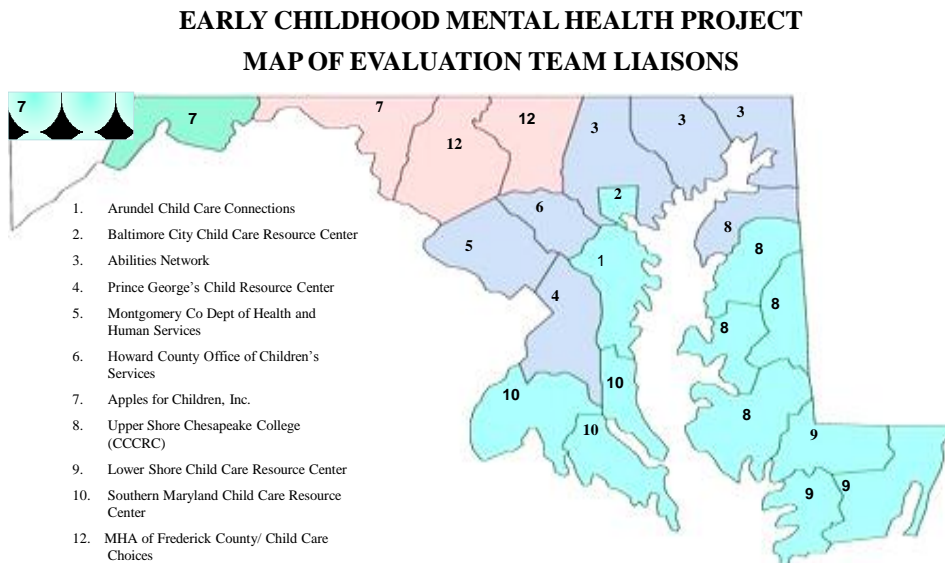 EARLY CHILDHOOD MENTAL HEALTH PROJECT
MAP OF EVALUATION TEAM LIAISONS
7
7
7
12
12
3
3
3
2
6
5
4
1
8
8
8
8
8
10
10
10
9
9
9
1. Arundel Child Care Connections
2. Baltimore City Child Care Resource Center
3. Abilities Network
4. Prince George's Child Resource Center
5. Montgomery Co Dept of Health and
Human Services
6. Howard County Office of Children's
Services
7. Apples for Children, Inc.
8. Upper Shore Chesapeake College
(CCCRC)
9. Lower Shore Child Care Resource Center
10. Southern Maryland Child Care Resource
Center
12. MHA of Frederick County/ Child Care
Choices